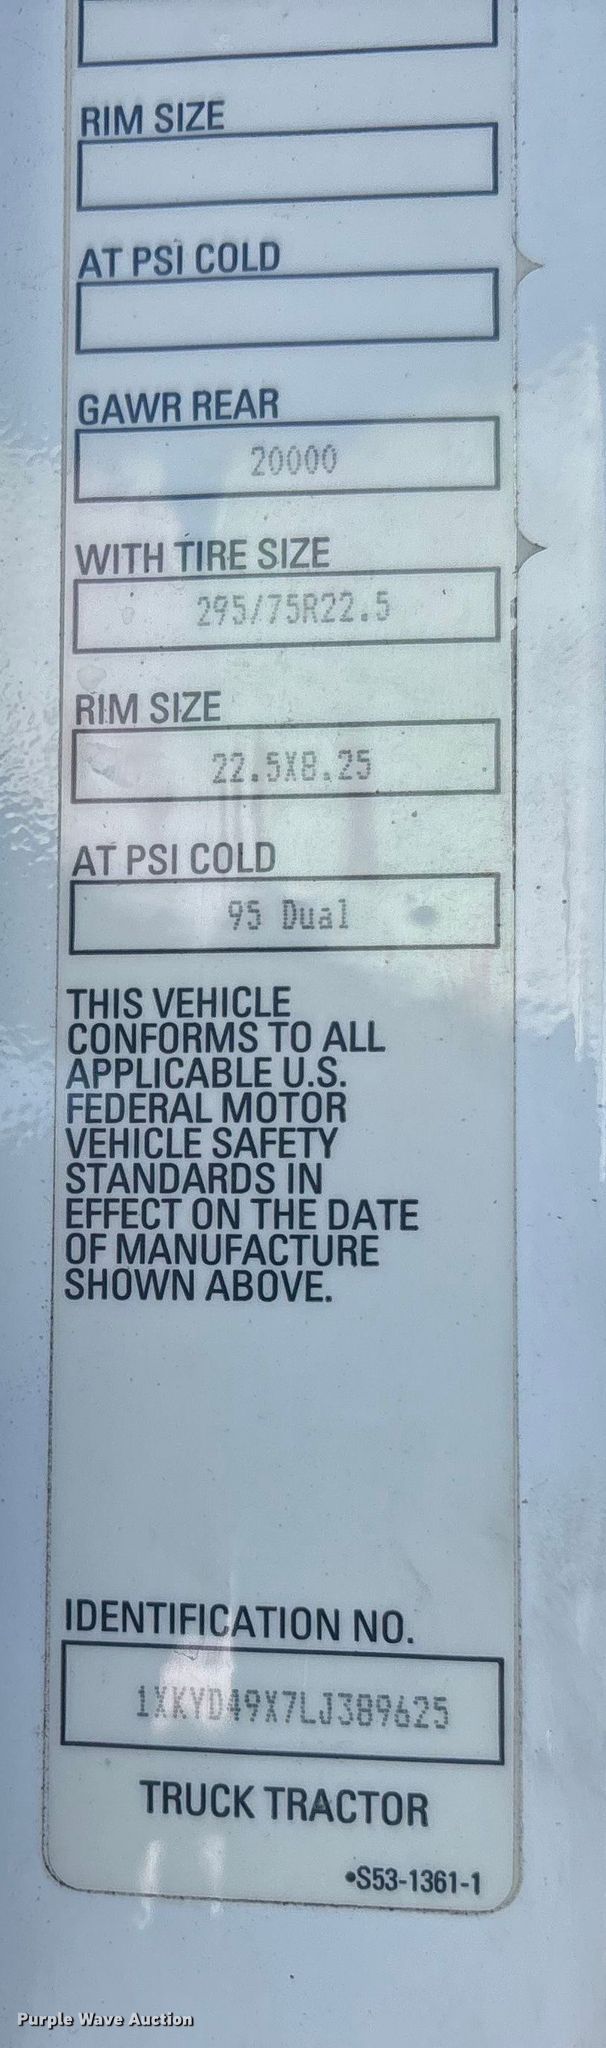 RIM SIZE
AT PSI COLD
GAWR REAR
20000
WITH TIRE SIZE
295/75R22.5
RIM SIZE
22.5X8.25
AT PSI COLD
95 Dual
THIS VEHICLE
CONFORMS TO ALL
APPLICABLE U.S.
FEDERAL MOTOR
VEHICLE SAFETY
STANDARDS IN
EFFECT ON THE DATE
OF MANUFACTURE
SHOWN ABOVE.
IDENTIFICATION NO.
1XKYD49X7LJ389625
TRUCK TRACTOR
•S53-1361-1
Purple Wave Auction